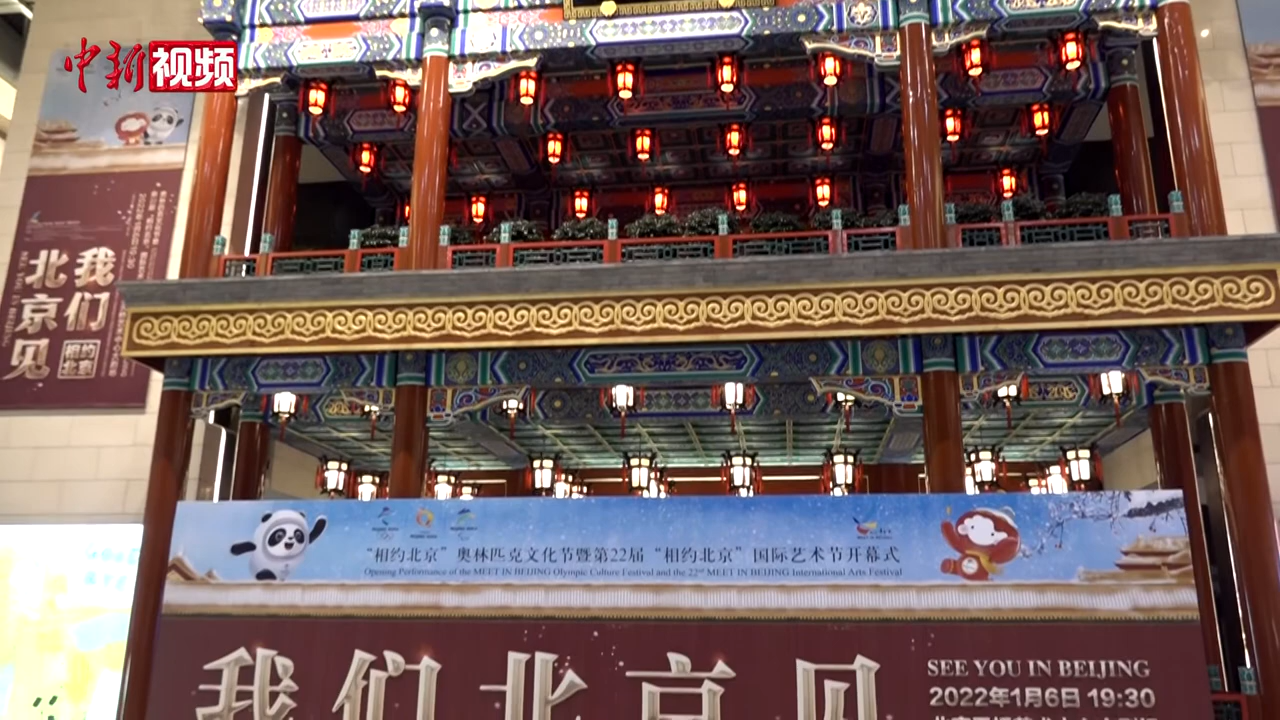 中新视频
我们
北京见
相约
北京
“相约北京”奥林匹克文化节暨第22届“相约北京”国际艺术节开幕式
Opening Performance of the MEET IN BEIJING Olympic Culture Festival and the 22nd MEET IN BEIJING International Arts Festival
我们北京见
SEE YOU IN BEIJING
2022年1月6日 19:30